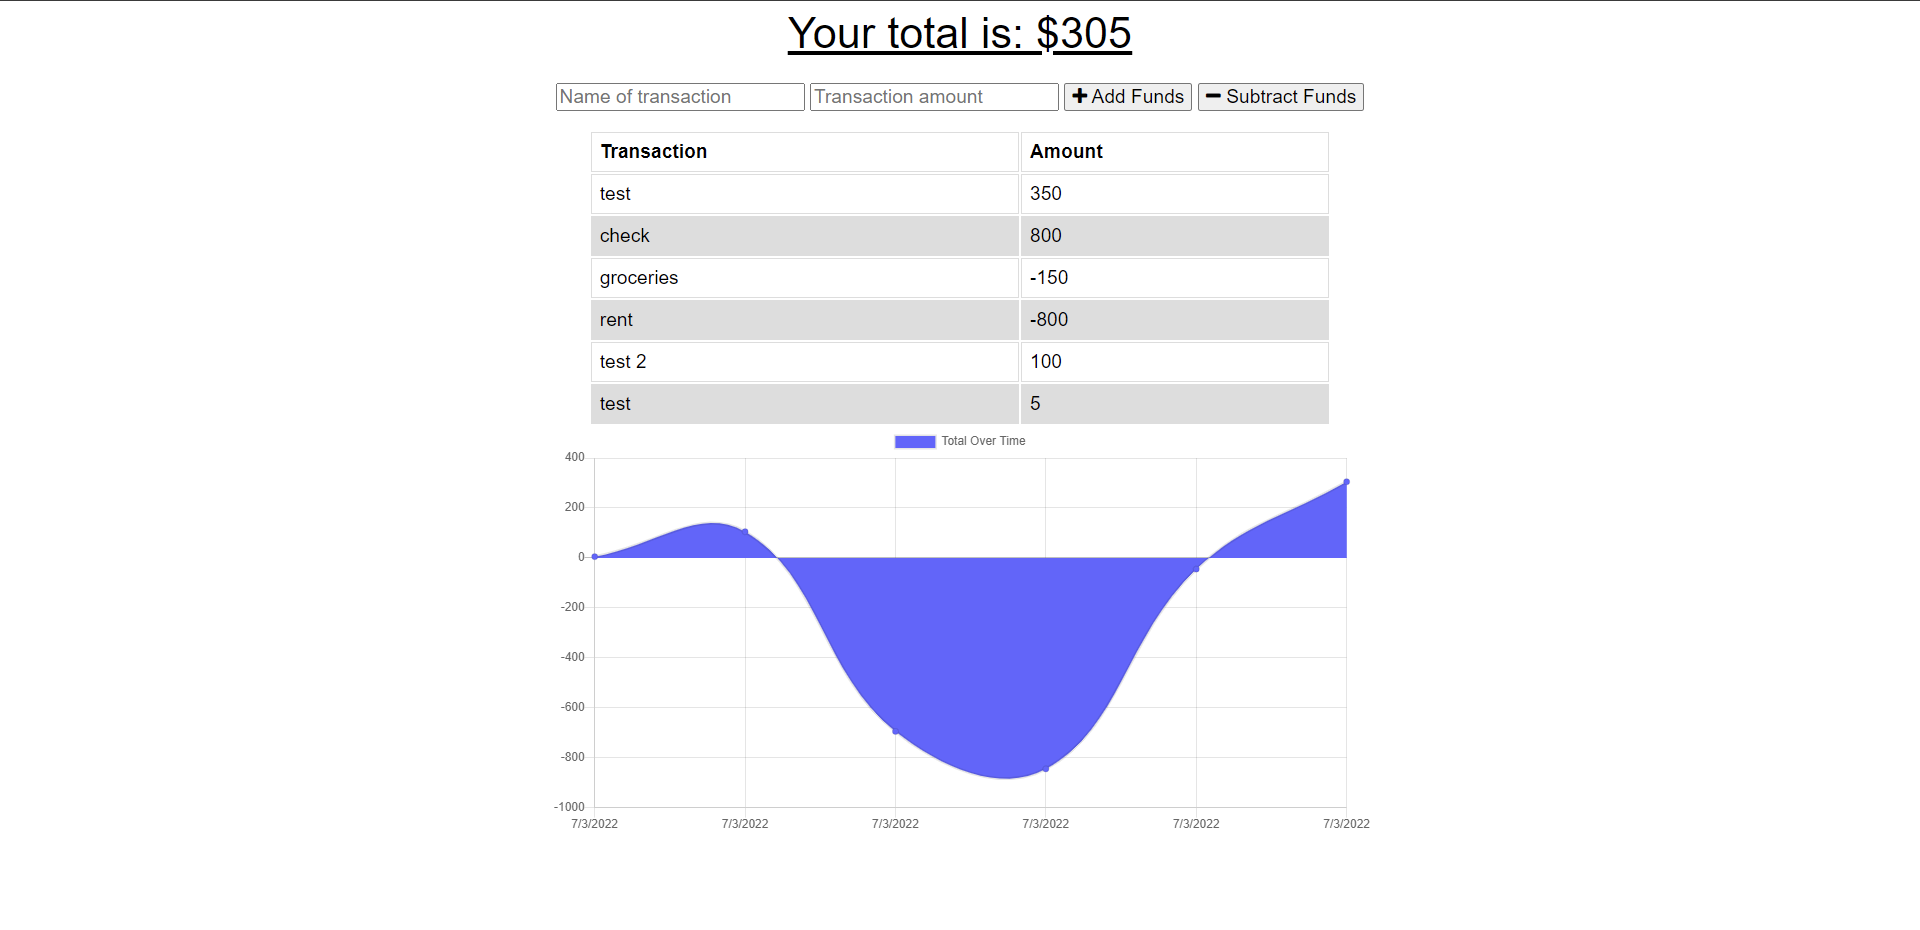 Your total is: $305
Name of transaction Transaction amount Add Funds Subtract Funds
Transaction Amount
test 350
check 800
groceries -150
rent -800
test 2 100
test 5
Total Over Time
400
200
0
-200
-400
-600
-800
-1000
7/3/2022 7/3/2022 7/3/2022 7/3/2022 7/3/2022 7/3/2022